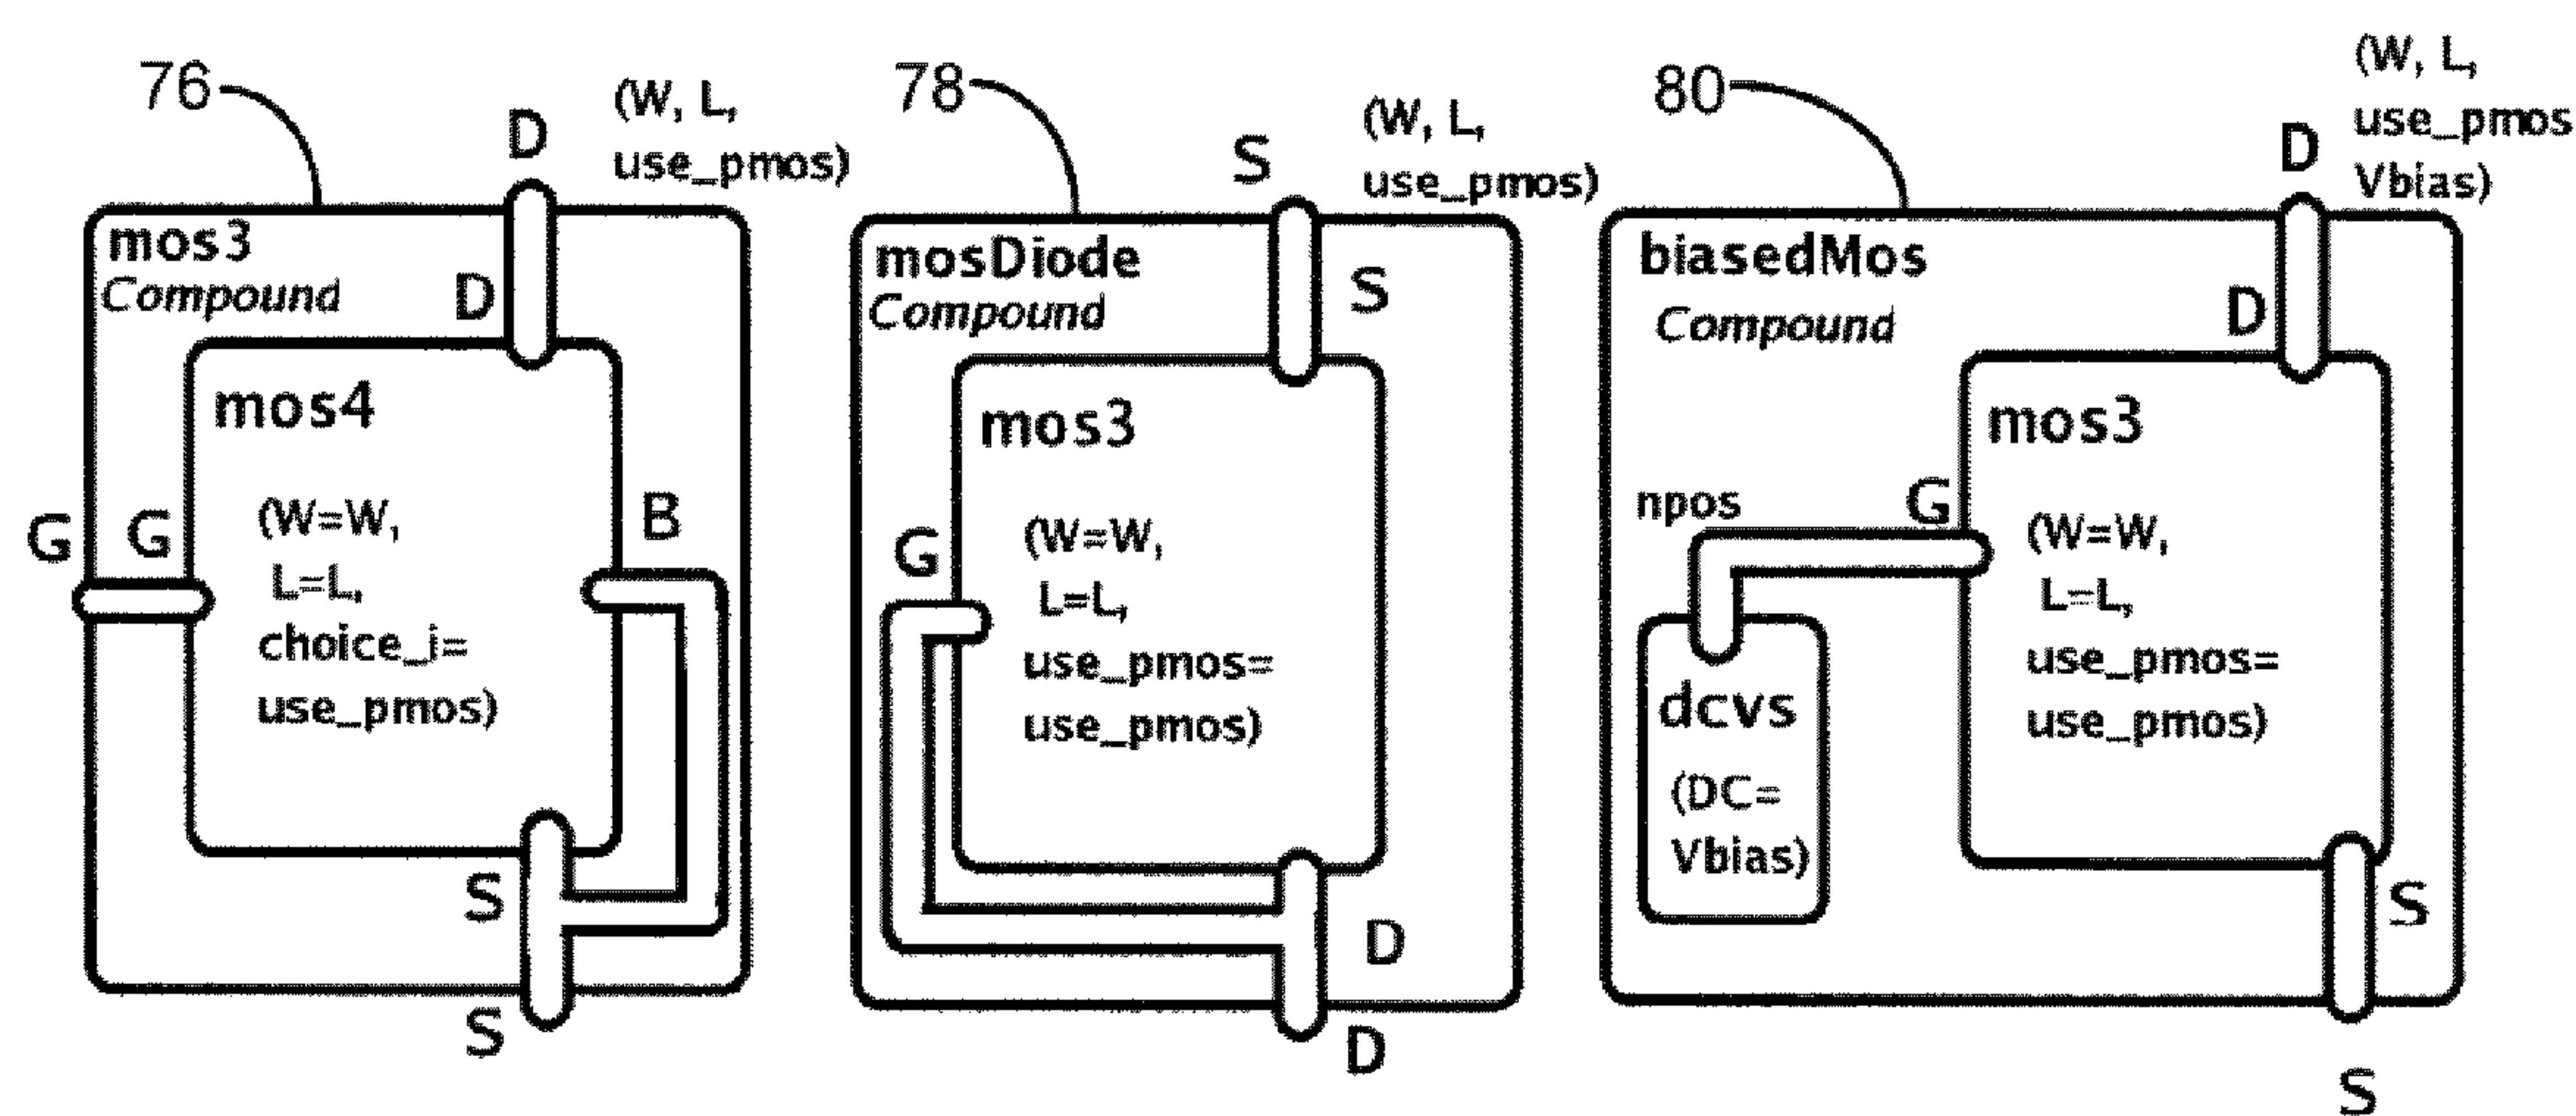 76
D
(W, L,
use_pmos)
mos3
Compound
D
mos4
G
G
(W=W,
L=L,
choice_i=
use_pmos)
B
S
S
78
S
(W, L,
use_pmos)
mosDiode
Compound
S
mos3
G
(W=W,
L=L,
use_pmos=
use_pmos)
D
D
80
D
(W, L,
use_pmos
Vbias)
biasedMos
Compound
D
mos3
npos
G
(W=W,
L=L,
use_pmos=
use_pmos)
dcvs
(DC=
Vbias)
S
S